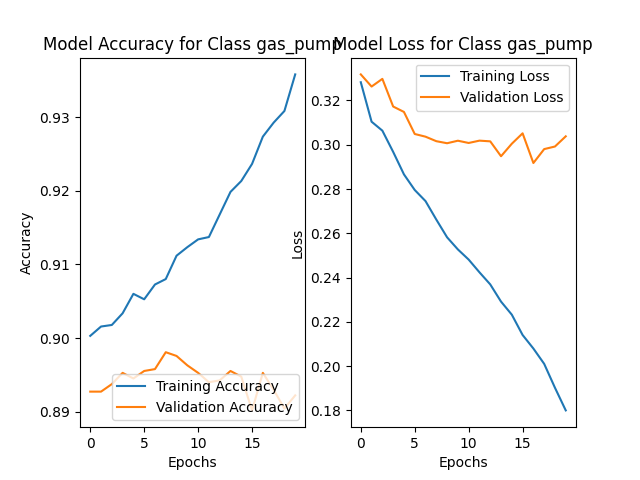 Model Accuracy for Class gas_pump
Accuracy
0.93
0.92
0.91
0.90
0.89
0
5
10
15
Epochs
Training Accuracy
Validation Accuracy
Model Loss for Class gas_pump
Loss
0.32
0.30
0.28
0.26
0.24
0.22
0.20
0.18
0
5
10
15
Epochs
Training Loss
Validation Loss